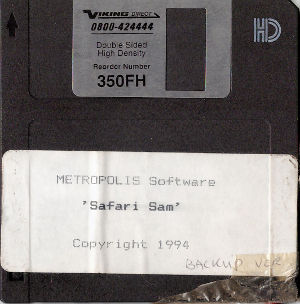 VIKING DIRECT
0800-424444
HD
Double Sided
High Density
Reorder Number
350FH
METROPOLIS Software
'Safari Sam'
Copyright 1994
BACKUP VER